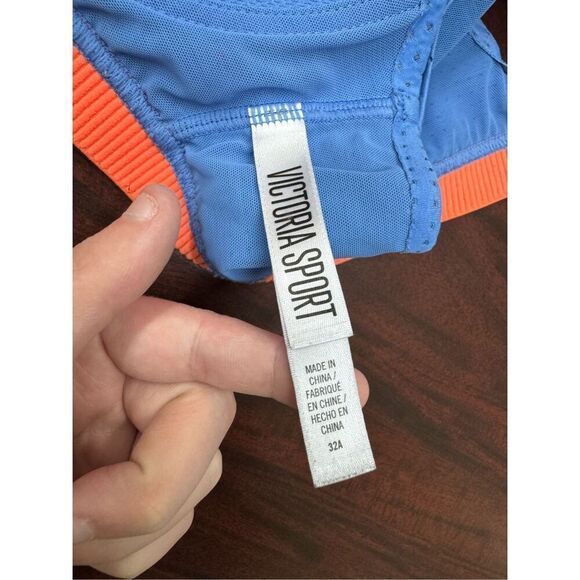 VICTORIA SPORT
MADE IN
CHINA /
FABRIQUÉ
EN CHINE /
HECHO EN
CHINA
32A